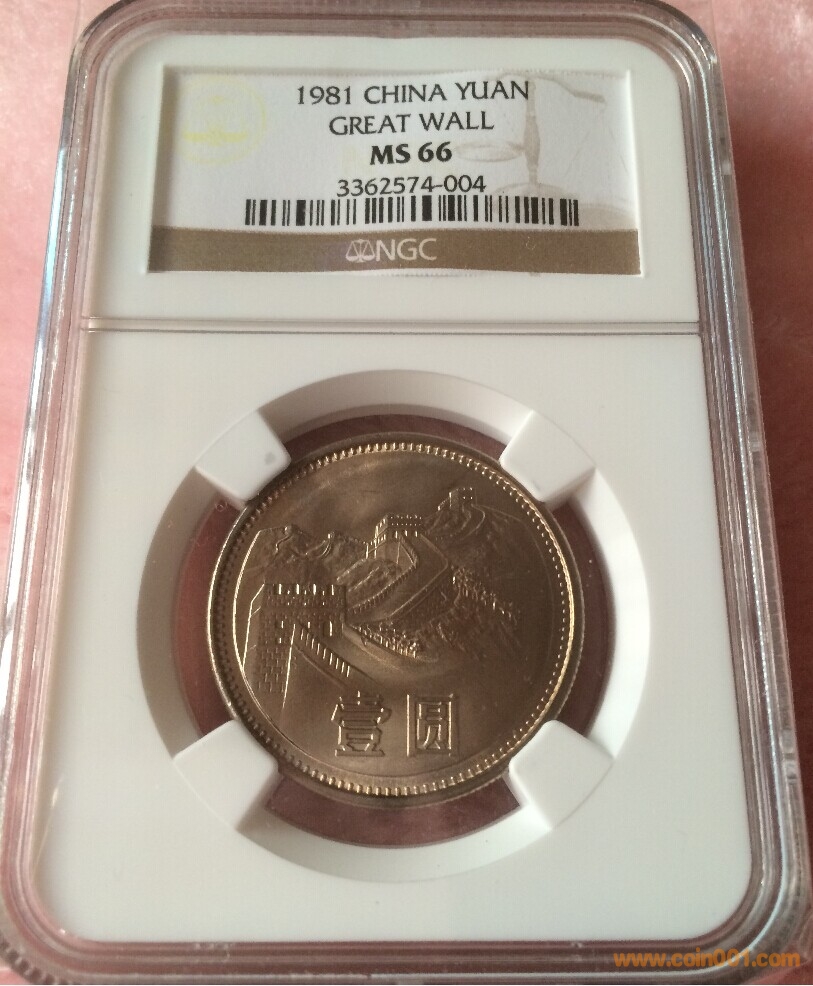 1981 CHINA YUAN
GREAT WALL
MS 66
3362574-004
NGC
壹圆
www.coin001.com